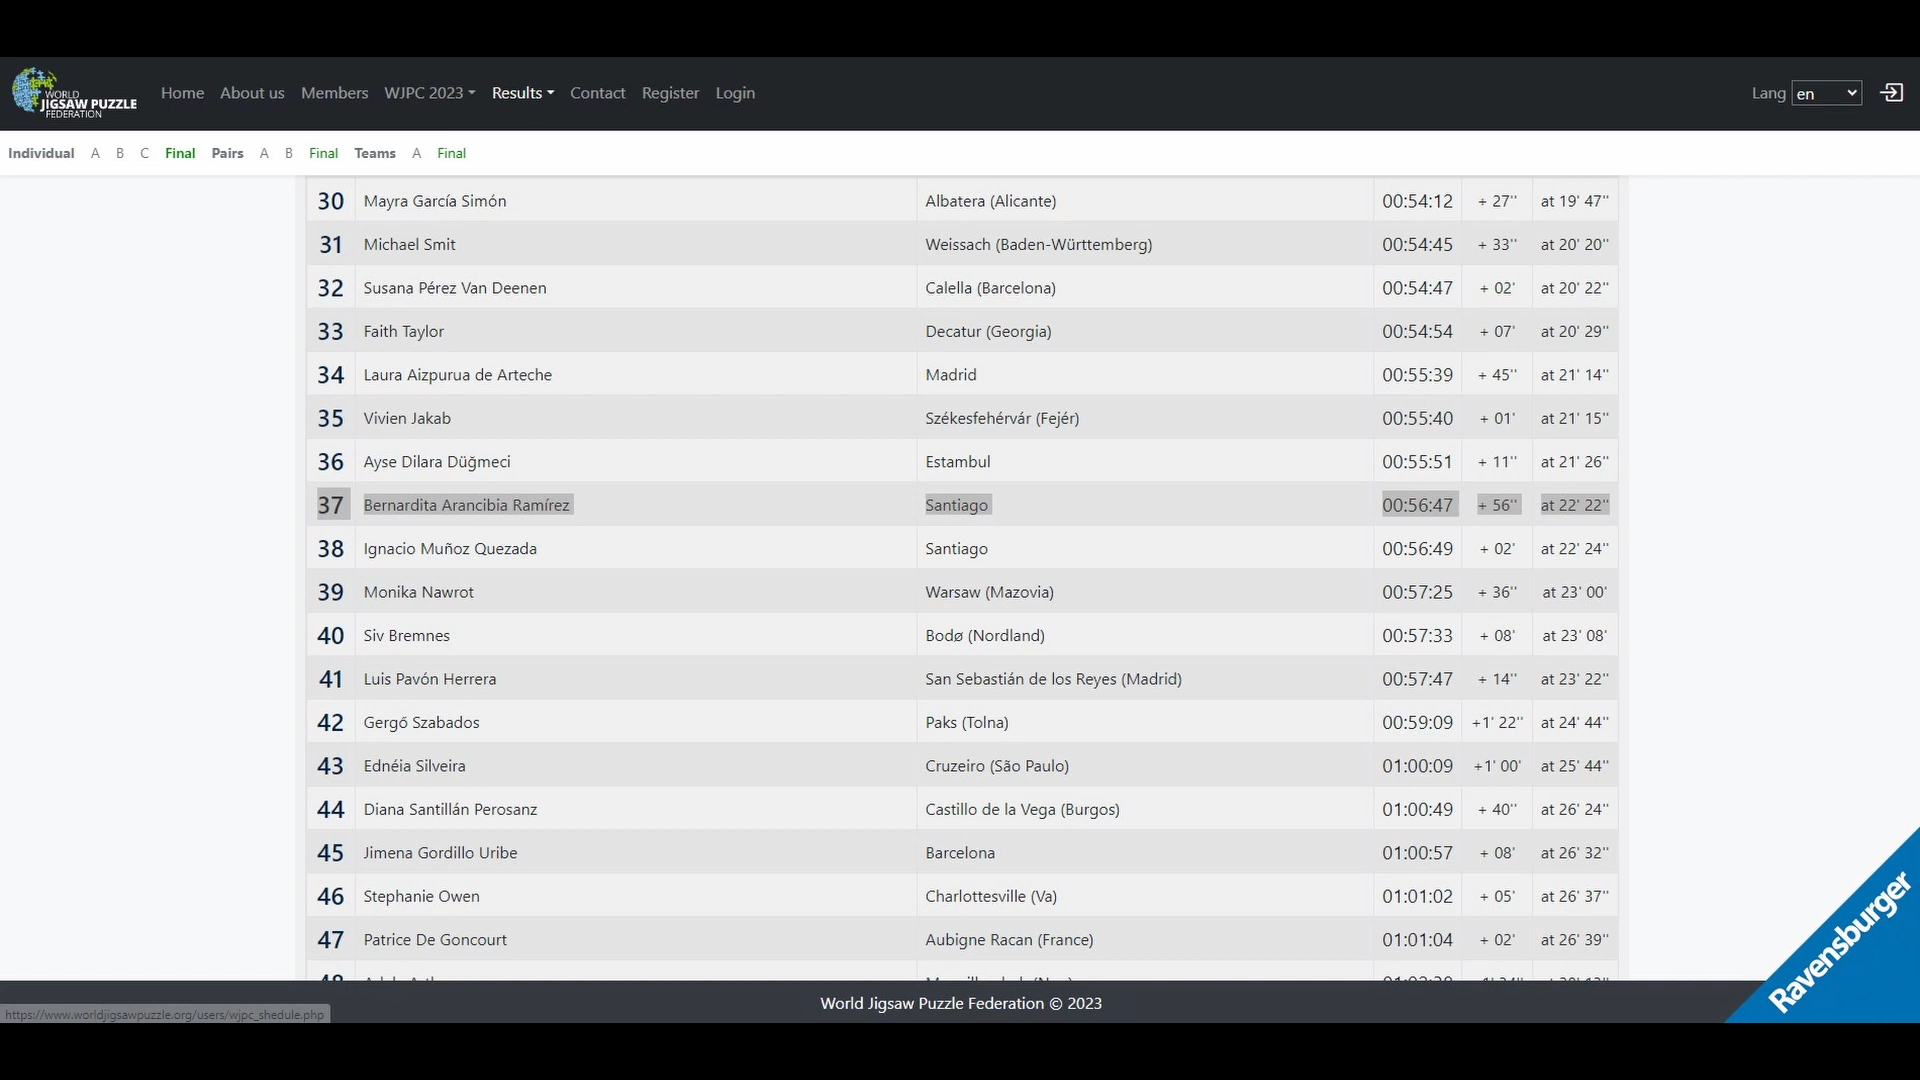 WORLD
JIGSAW PUZZLE
FEDERATION
Home About us Members WJPC 2023 Results Contact Register Login
Lang en
Individual A B C Final Pairs A B Final Teams A Final
30 Mayra García Simón Albatera (Alicante) 00:54:12 + 27'' at 19' 47''
31 Michael Smit Weissach (Baden-Württemberg) 00:54:45 + 33'' at 20' 20''
32 Susana Pérez Van Deenen Calella (Barcelona) 00:54:47 + 02' at 20' 22''
33 Faith Taylor Decatur (Georgia) 00:54:54 + 07' at 20' 29''
34 Laura Aizpurua de Arteche Madrid 00:55:39 + 45'' at 21' 14''
35 Vivien Jakab Székesfehérvár (Fejér) 00:55:40 + 01' at 21' 15''
36 Ayse Dilara Düğmeci Estambul 00:55:51 + 11'' at 21' 26''
37 Bernardita Arancibia Ramírez Santiago 00:56:47 + 56'' at 22' 22''
38 Ignacio Muñoz Quezada Santiago 00:56:49 + 02' at 22' 24''
39 Monika Nawrot Warsaw (Mazovia) 00:57:25 + 36'' at 23' 00'
40 Siv Bremnes Bodø (Nordland) 00:57:33 + 08' at 23' 08'
41 Luis Pavón Herrera San Sebastián de los Reyes (Madrid) 00:57:47 + 14'' at 23' 22''
42 Gergő Szabados Paks (Tolna) 00:59:09 +1' 22'' at 24' 44''
43 Ednéia Silveira Cruzeiro (São Paulo) 01:00:09 +1' 00' at 25' 44''
44 Diana Santillán Perosanz Castillo de la Vega (Burgos) 01:00:49 + 40'' at 26' 24''
45 Jimena Gordillo Uribe Barcelona 01:00:57 + 08' at 26' 32''
46 Stephanie Owen Charlottesville (Va) 01:01:02 + 05' at 26' 37''
47 Patrice De Goncourt Aubigne Racan (France) 01:01:04 + 02' at 26' 39''
World Jigsaw Puzzle Federation © 2023
https://www.worldjigsawpuzzle.org/users/wjpc_shedule.php
Ravensburger